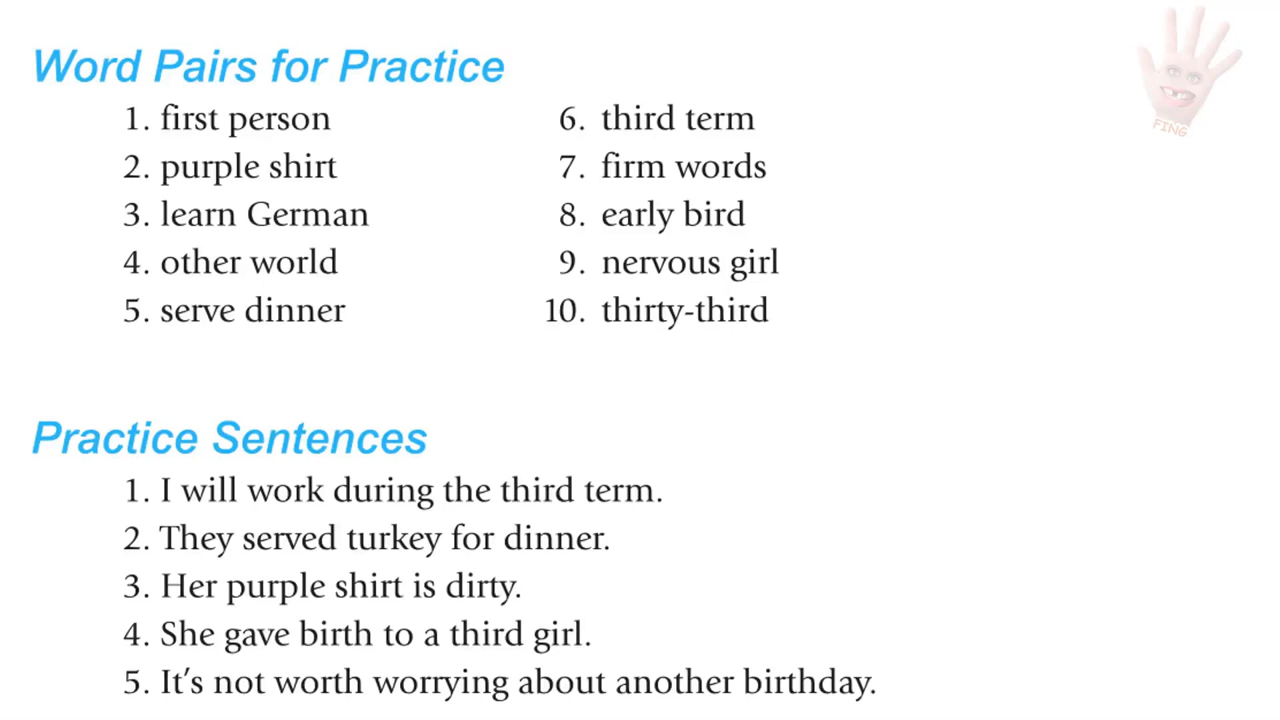 Word Pairs for Practice
1. first person
2. purple shirt
3. learn German
4. other world
5. serve dinner
6. third term
7. firm words
8. early bird
9. nervous girl
10. thirty-third
Practice Sentences
1. I will work during the third term.
2. They served turkey for dinner.
3. Her purple shirt is dirty.
4. She gave birth to a third girl.
5. It’s not worth worrying about another birthday.
FING